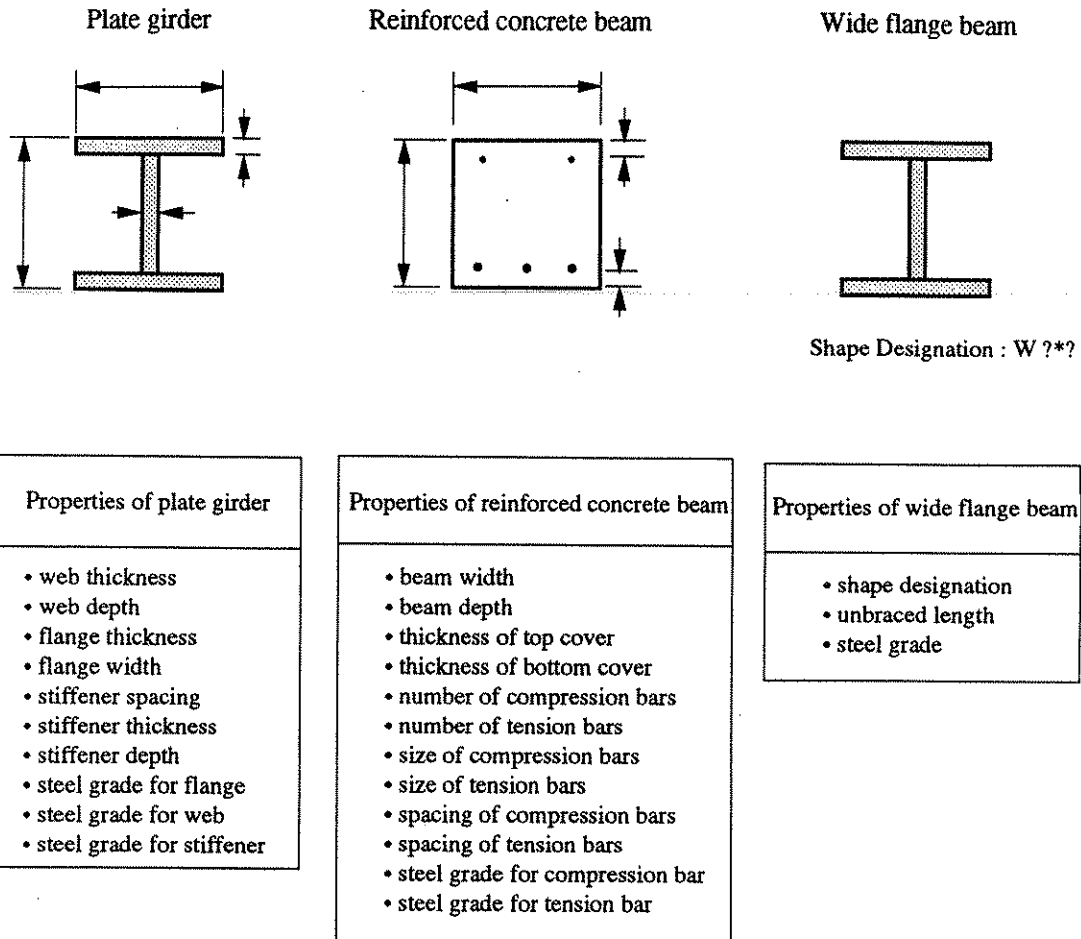 Plate girder
Reinforced concrete beam
Wide flange beam
Shape Designation : W ?*?
Properties of plate girder
• web thickness
• web depth
• flange thickness
• flange width
• stiffener spacing
• stiffener thickness
• stiffener depth
• steel grade for flange
• steel grade for web
• steel grade for stiffener
Properties of reinforced concrete beam
• beam width
• beam depth
• thickness of top cover
• thickness of bottom cover
• number of compression bars
• number of tension bars
• size of compression bars
• size of tension bars
• spacing of compression bars
• spacing of tension bars
• steel grade for compression bar
• steel grade for tension bar
Properties of wide flange beam
• shape designation
• unbraced length
• steel grade